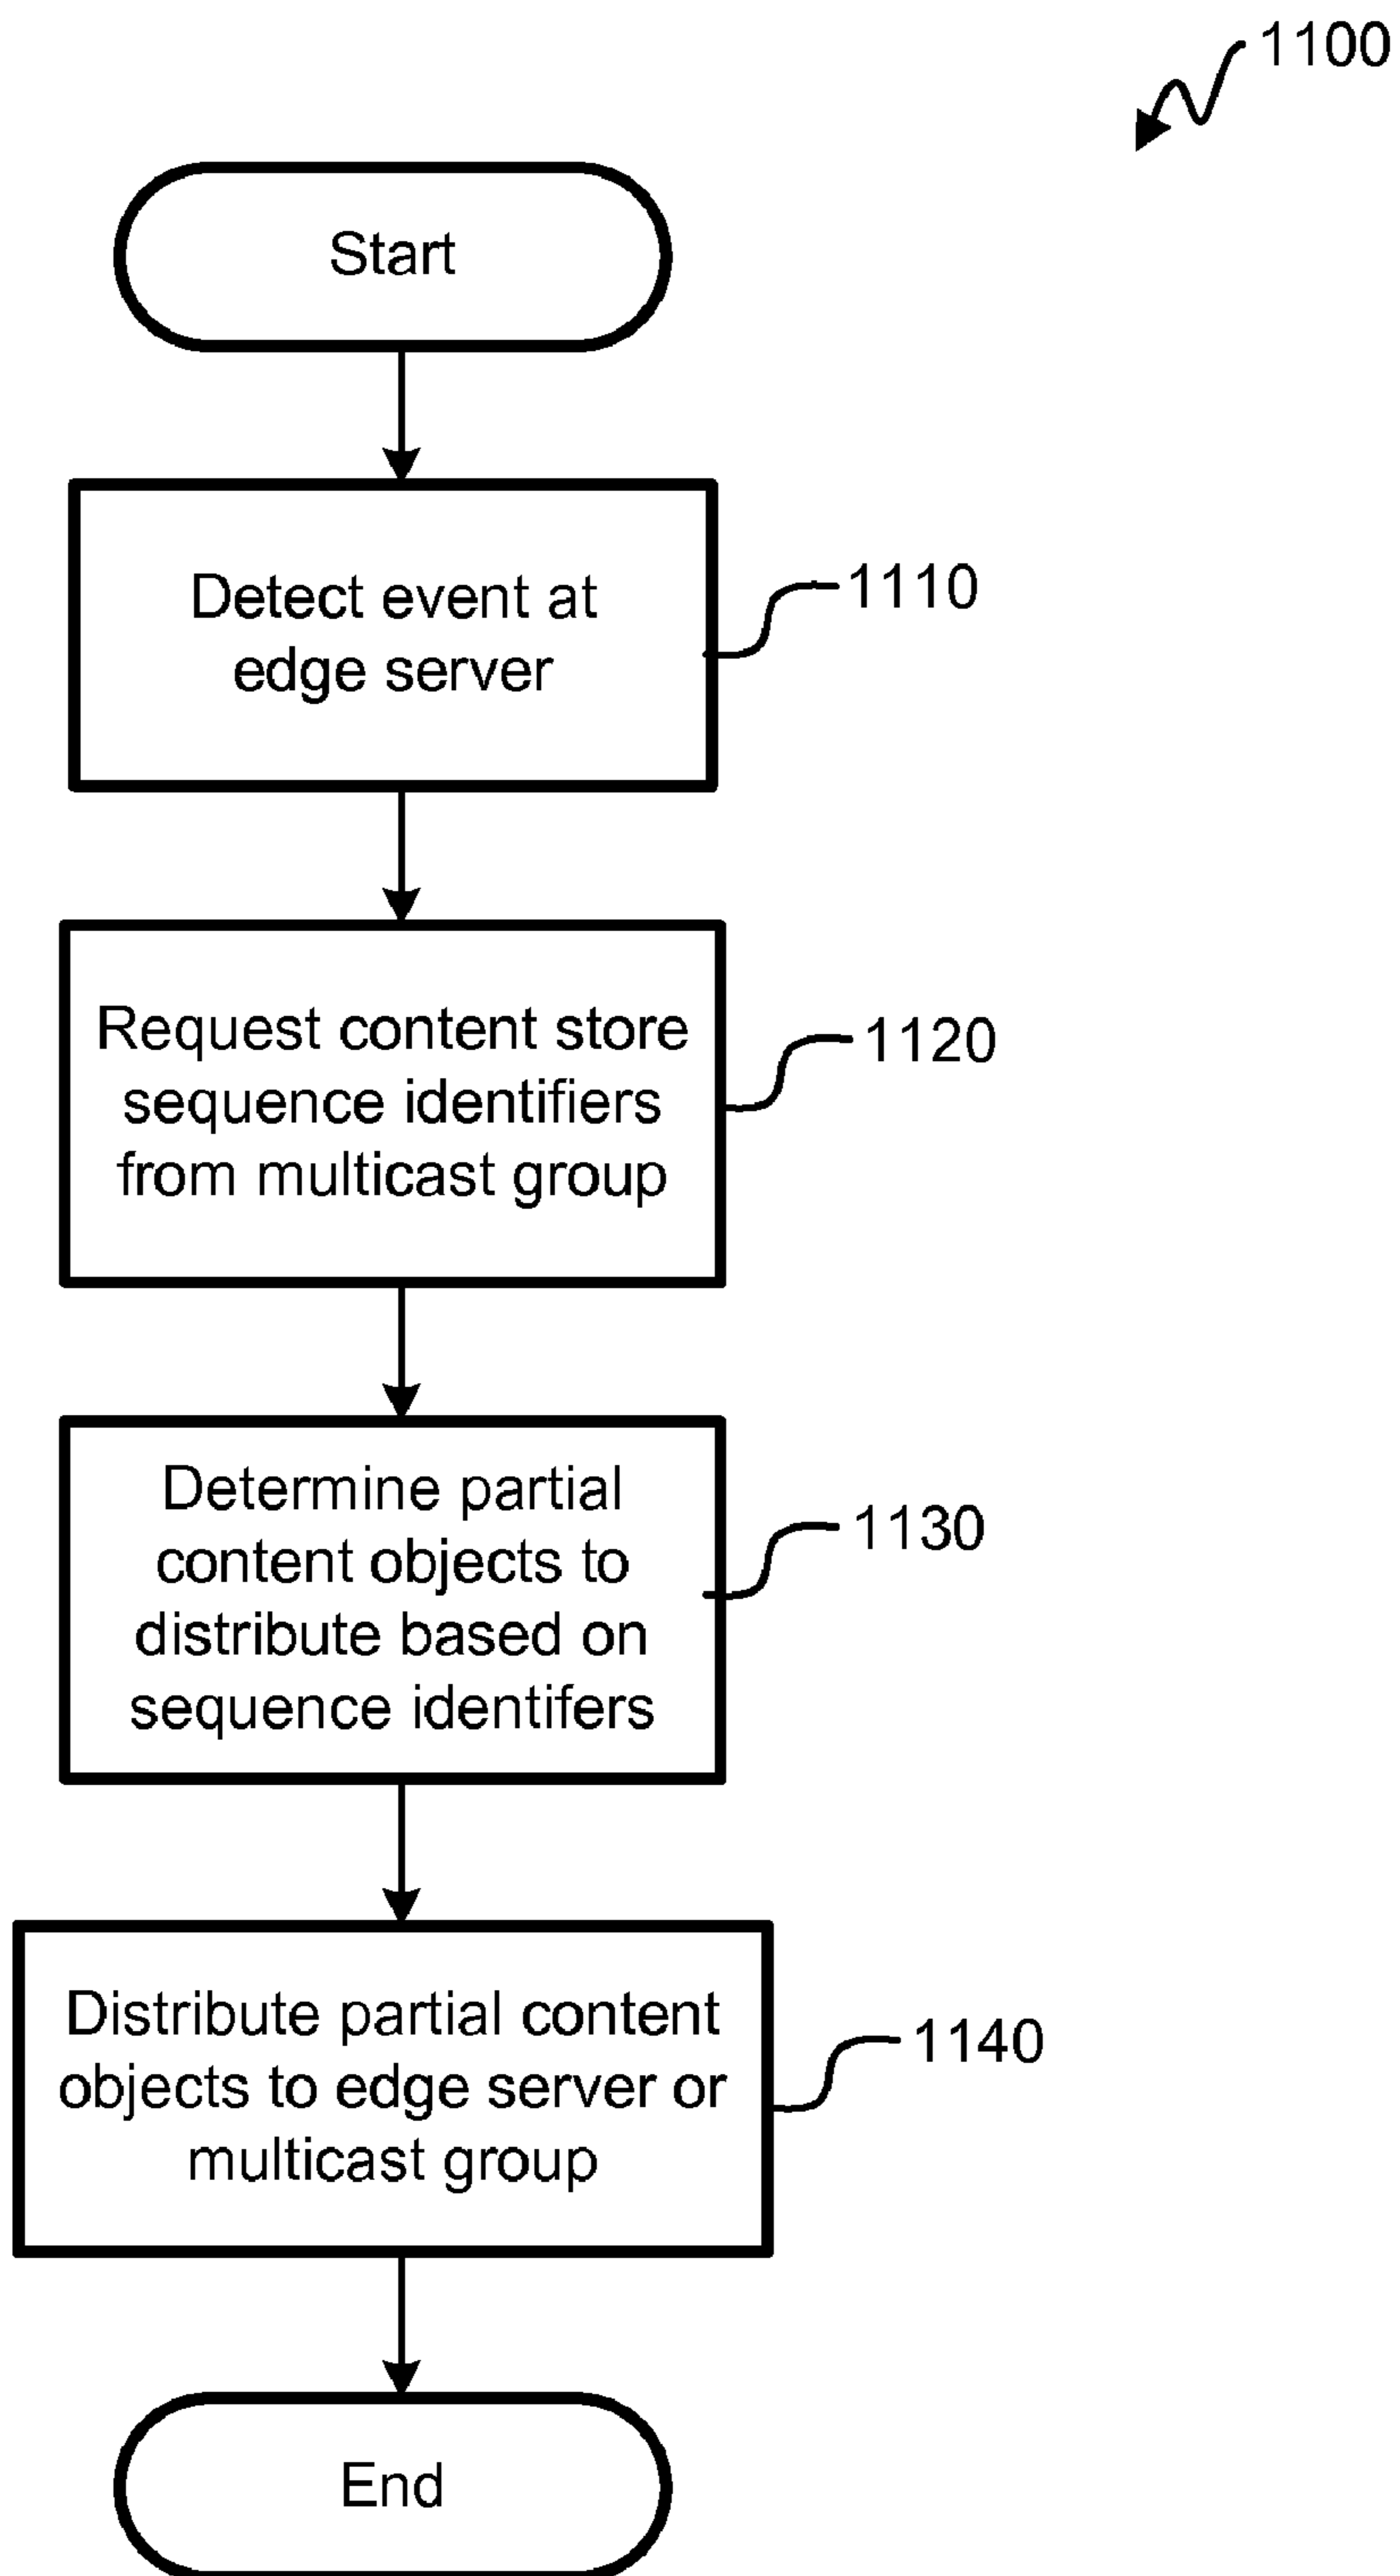 1100
Start
Detect event at
edge server
1110
Request content store
sequence identifiers
from multicast group
1120
Determine partial
content objects to
distribute based on
sequence identifers
1130
Distribute partial content
objects to edge server or
multicast group
1140
End